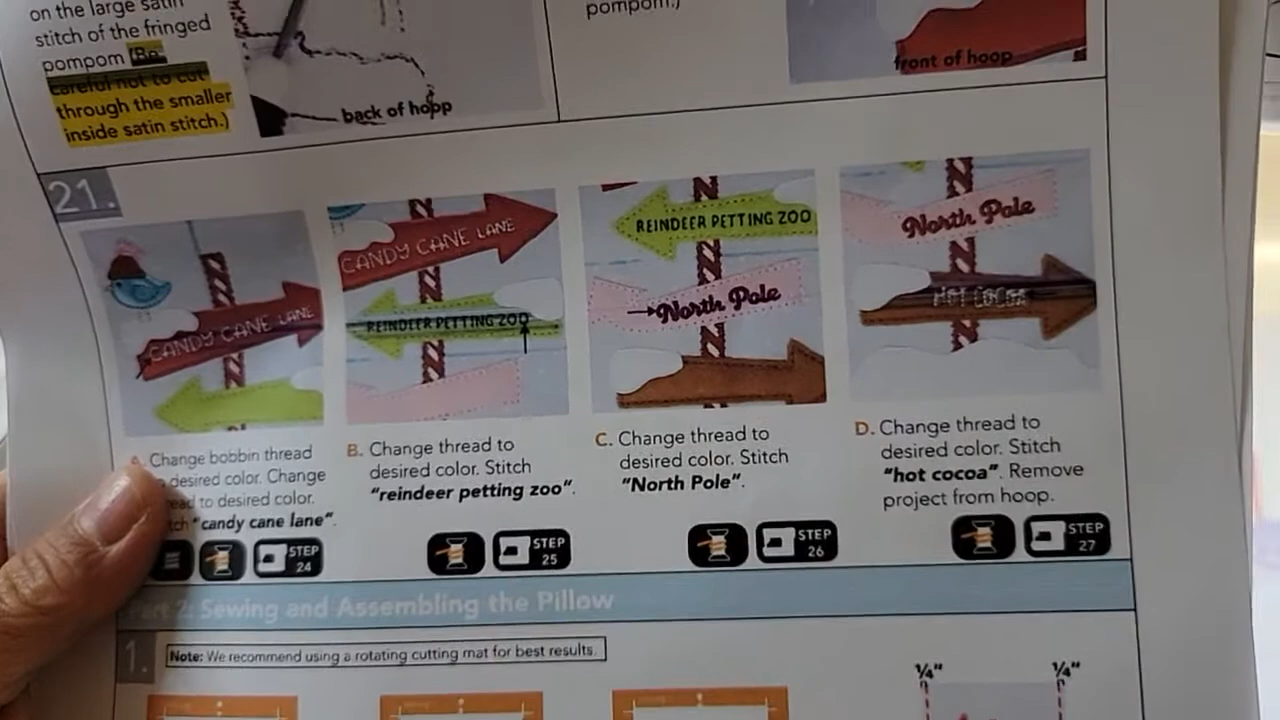 on the large satin
stitch of the fringed
pompom (Be
careful not to cut
through the smaller
inside satin stitch.)
back of hoop
pompom.)
front of hoop
21.
CANDY CANE LANE
CANDY CANE LANE
REINDEER PETTING ZOO
REINDEER PETTING ZOO
North Pole
North Pole
HOT COCOA
A. Change bobbin thread
desired color. Change
to desired color.
"candy cane lane".
STEP
24
B. Change thread to
desired color. Stitch
"reindeer petting zoo".
STEP
25
C. Change thread to
desired color. Stitch
"North Pole".
STEP
26
D. Change thread to
desired color. Stitch
"hot cocoa". Remove
project from hoop.
STEP
27
Part 2: Sewing and Assembling the Pillow
1.
Note: We recommend using a rotating cutting mat for best results.
¼"
¼"